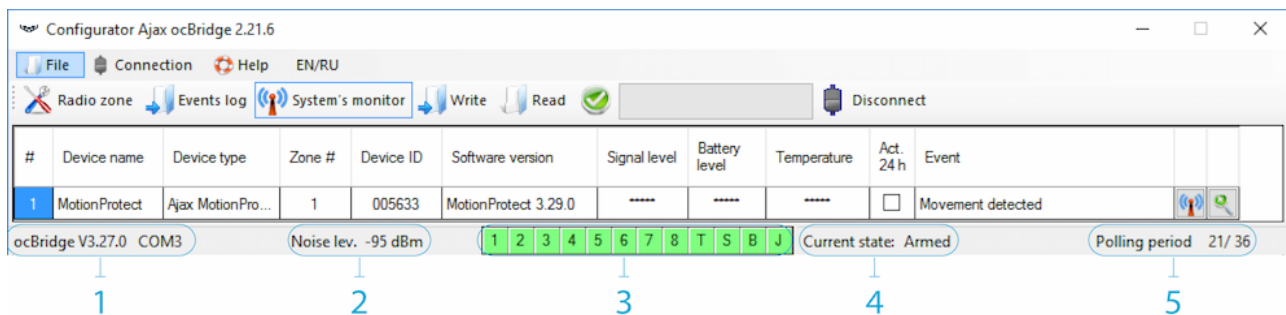 Configurator Ajax ocBridge 2.21.6
File Connection Help EN/RU
Radio zone Events log System's monitor Write Read Disconnect
# Device name Device type Zone # Device ID Software version Signal level Battery level Temperature Act. 24 h Event
1 MotionProtect Ajax MotionPro... 1 005633 MotionProtect 3.29.0 ----- ----- ----- Movement detected
ocBridge V3.27.0 COM3 Noise lev. -95 dBm 1 2 3 4 5 6 7 8 T S B J Current state: Armed Polling period 21/ 36
1 2 3 4 5